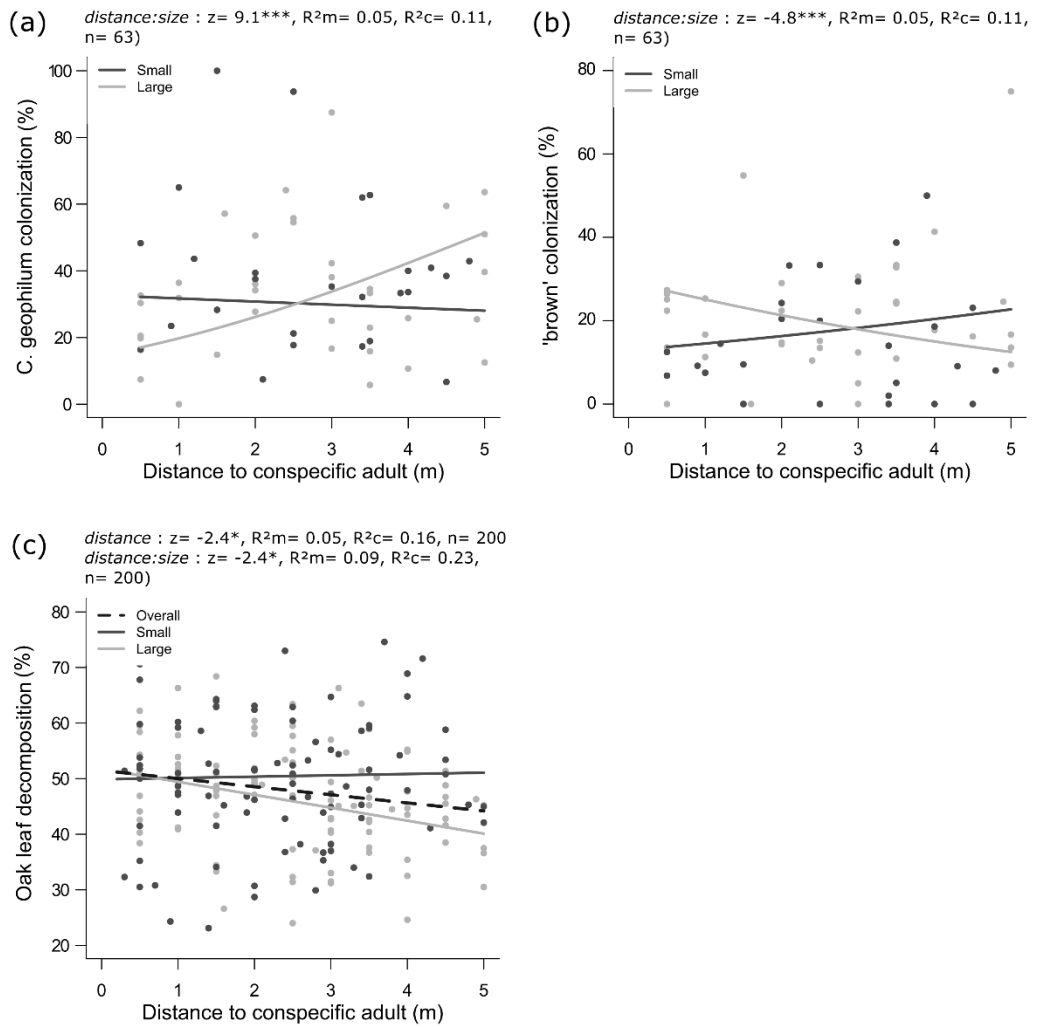 (a)
distance:size : z= 9.1***, R²m= 0.05, R²c= 0.11,
n= 63)
Small
Large
C. geophilum colonization (%)
100
80
60
40
20
0
0 1 2 3 4 5
Distance to conspecific adult (m)
(b)
distance:size : z= -4.8***, R²m= 0.05, R²c= 0.11,
n= 63)
Small
Large
'brown' colonization (%)
80
60
40
20
0
0 1 2 3 4 5
Distance to conspecific adult (m)
(c)
distance : z= -2.4*, R²m= 0.05, R²c= 0.16, n= 200
distance:size : z= -2.4*, R²m= 0.09, R²c= 0.23,
n= 200)
Overall
Small
Large
Oak leaf decomposition (%)
80
70
60
50
40
30
20
0 1 2 3 4 5
Distance to conspecific adult (m)